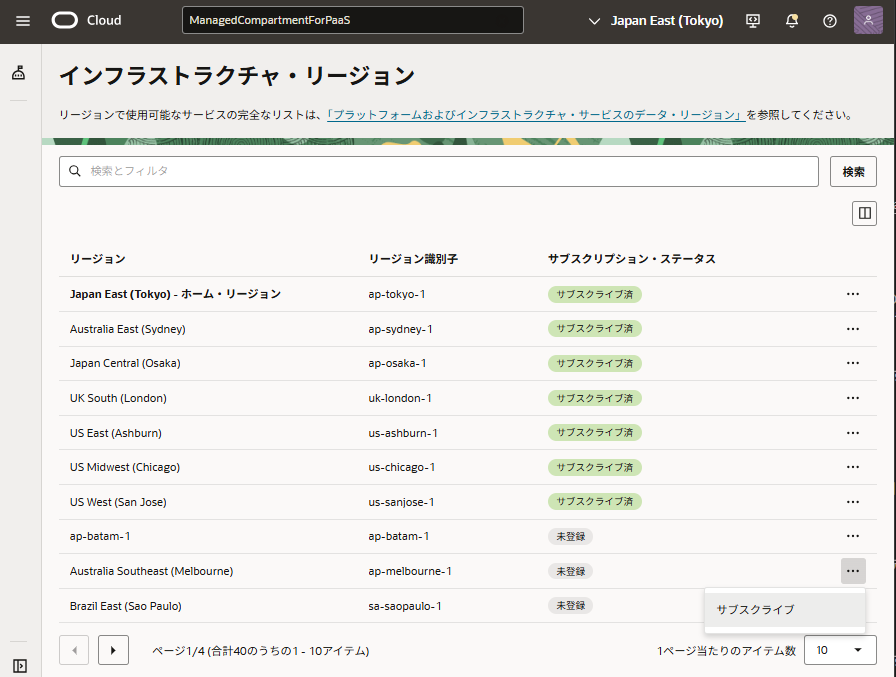 Cloud
ManagedCompartmentForPaaS
Japan East (Tokyo)
インフラストラクチャ・リージョン
リージョンで使用可能なサービスの完全なリストは、「プラットフォームおよびインフラストラクチャ・サービスのデータ・リージョン」を参照してください。
検索とフィルタ
検索
リージョン リージョン識別子 サブスクリプション・ステータス
Japan East (Tokyo) - ホーム・リージョン ap-tokyo-1 サブスクライブ済
Australia East (Sydney) ap-sydney-1 サブスクライブ済
Japan Central (Osaka) ap-osaka-1 サブスクライブ済
UK South (London) uk-london-1 サブスクライブ済
US East (Ashburn) us-ashburn-1 サブスクライブ済
US Midwest (Chicago) us-chicago-1 サブスクライブ済
US West (San Jose) us-sanjose-1 サブスクライブ済
ap-batam-1 ap-batam-1 未登録
Australia Southeast (Melbourne) ap-melbourne-1 未登録
Brazil East (Sao Paulo) sa-saopaulo-1 未登録
サブスクライブ
ページ1/4 (合計40のうちの1 - 10アイテム) 1ページ当たりのアイテム数 10